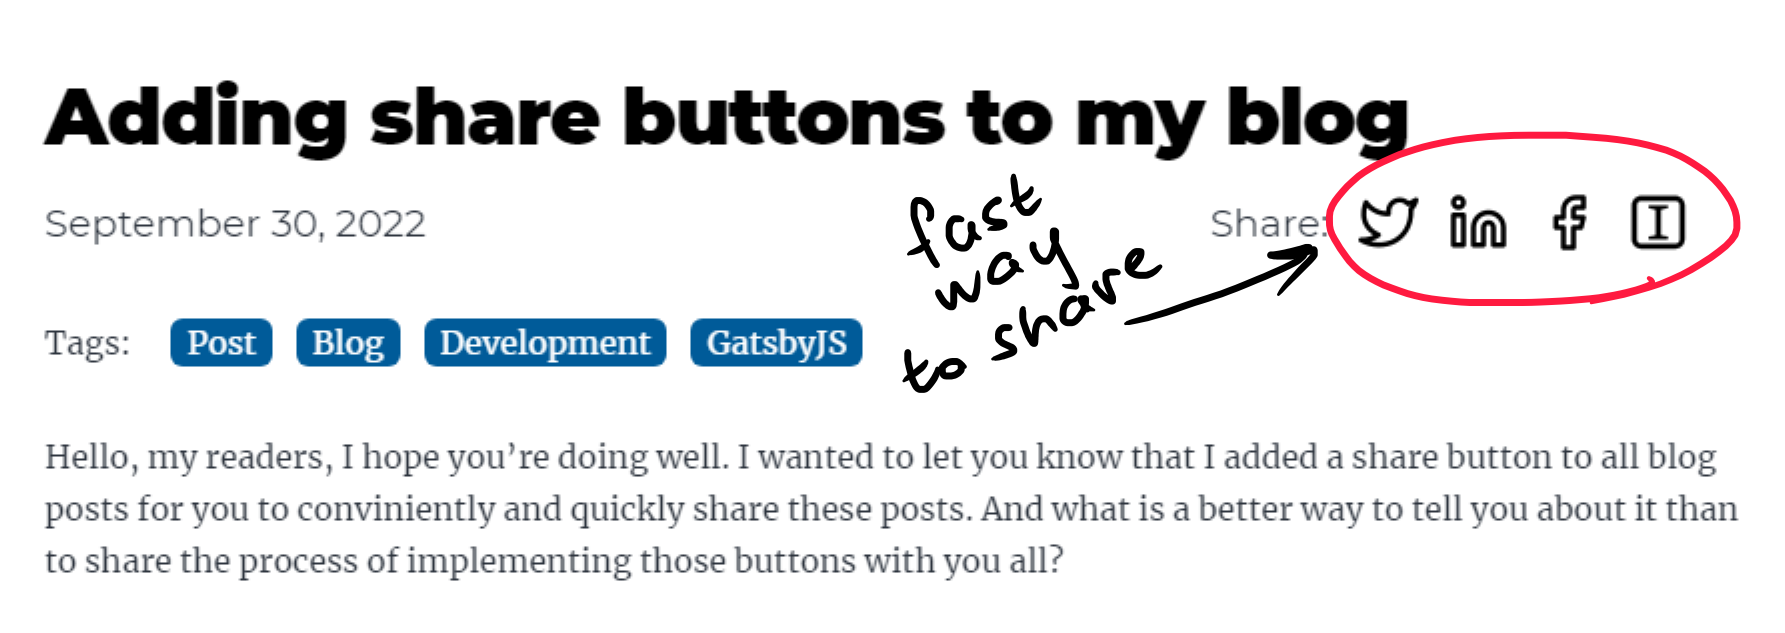 Adding share buttons to my blog
September 30, 2022
Share:
fast
way
to share
Tags: Post Blog Development GatsbyJS
Hello, my readers, I hope you’re doing well. I wanted to let you know that I added a share button to all blog
posts for you to conviniently and quickly share these posts. And what is a better way to tell you about it than
to share the process of implementing those buttons with you all?